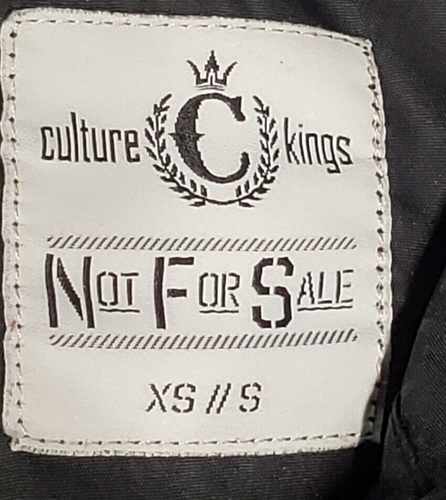 culture C kings
NOT FOR SALE
XS // S